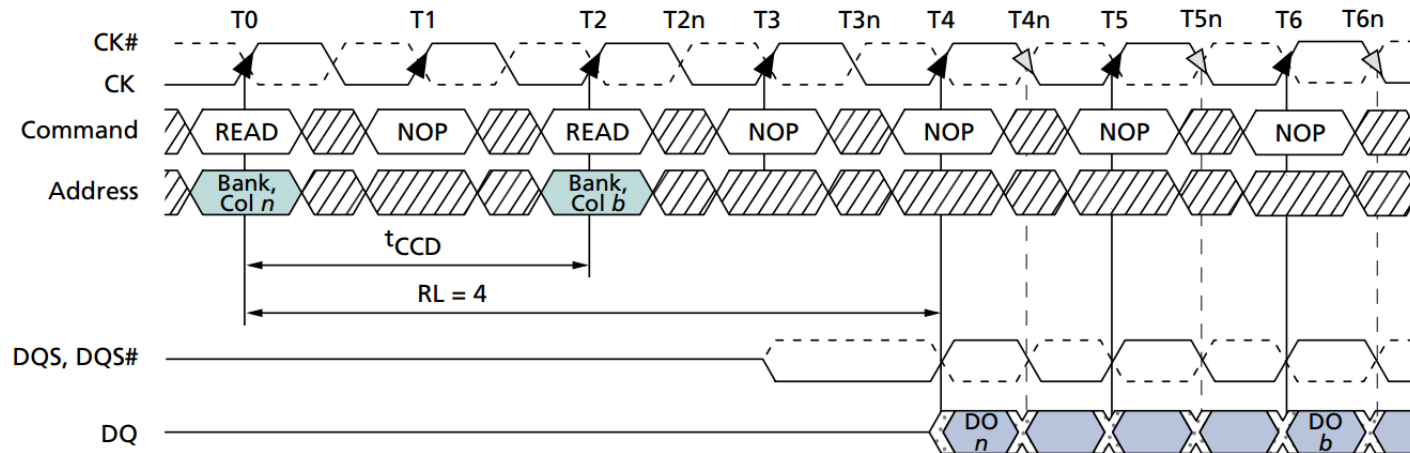 T0 T1 T2 T2n T3 T3n T4 T4n T5 T5n T6 T6n
CK#
CK
Command READ NOP READ NOP NOP NOP NOP
Address Bank, Col n Bank, Col b
tCCD
RL = 4
DQS, DQS#
DQ DO n DO b